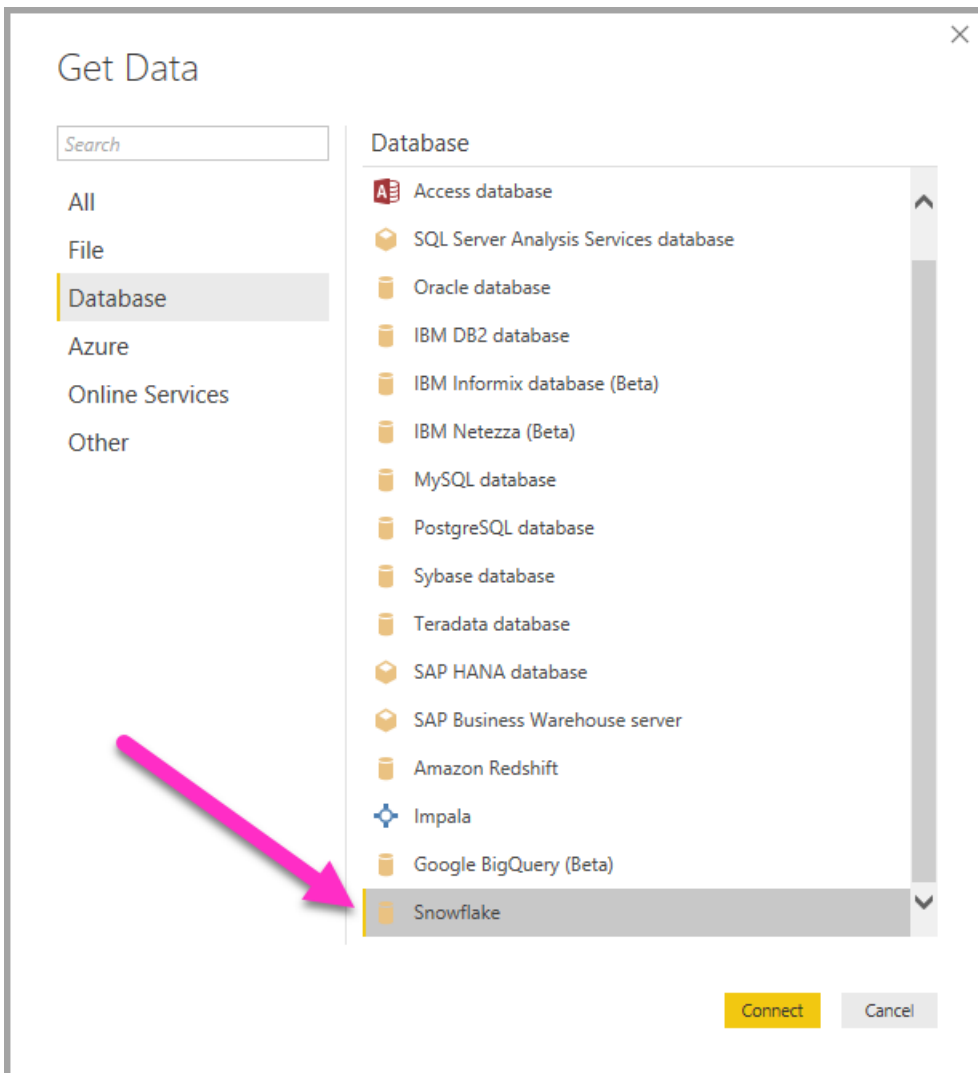 Get Data
Search
All
File
Database
Azure
Online Services
Other
Database
Access database
SQL Server Analysis Services database
Oracle database
IBM DB2 database
IBM Informix database (Beta)
IBM Netezza (Beta)
MySQL database
PostgreSQL database
Sybase database
Teradata database
SAP HANA database
SAP Business Warehouse server
Amazon Redshift
Impala
Google BigQuery (Beta)
Snowflake
Connect
Cancel